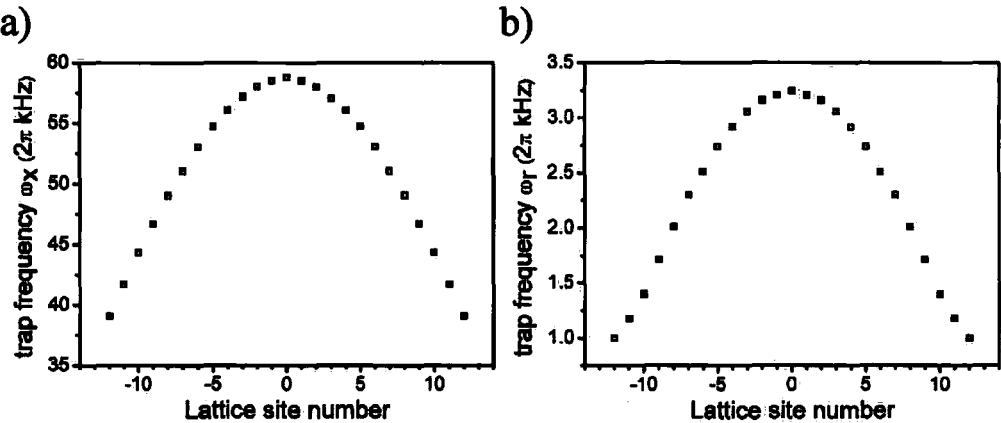 a)
trap frequency ωx (2π kHz)
60
55
50
45
40
35
-10 -5 0 5 10
Lattice site number
b)
trap frequency ωr (2π kHz)
3.5
3.0
2.5
2.0
1.5
1.0
-10 -5 0 5 10
Lattice site number